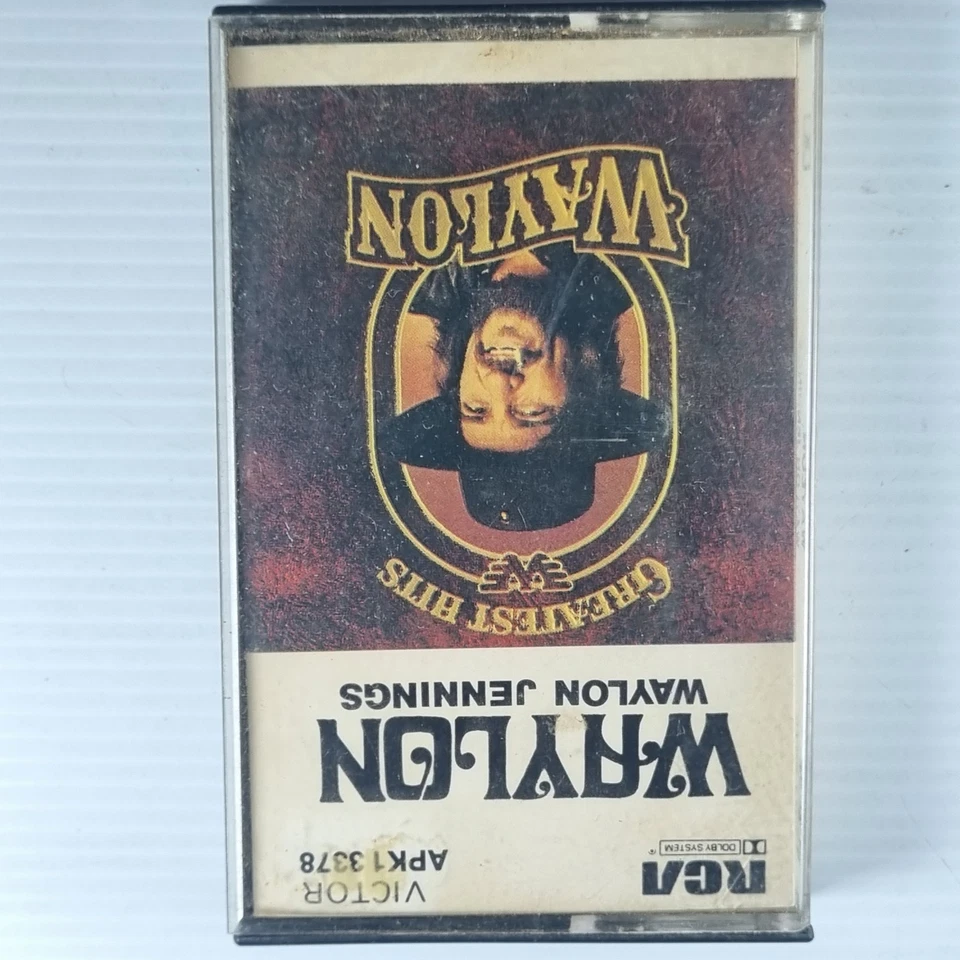 RCA
DOLBY SYSTEM
VICTOR
APK1 3378
WAYLON
WAYLON JENNINGS
GREATEST HITS
W
WAYLON